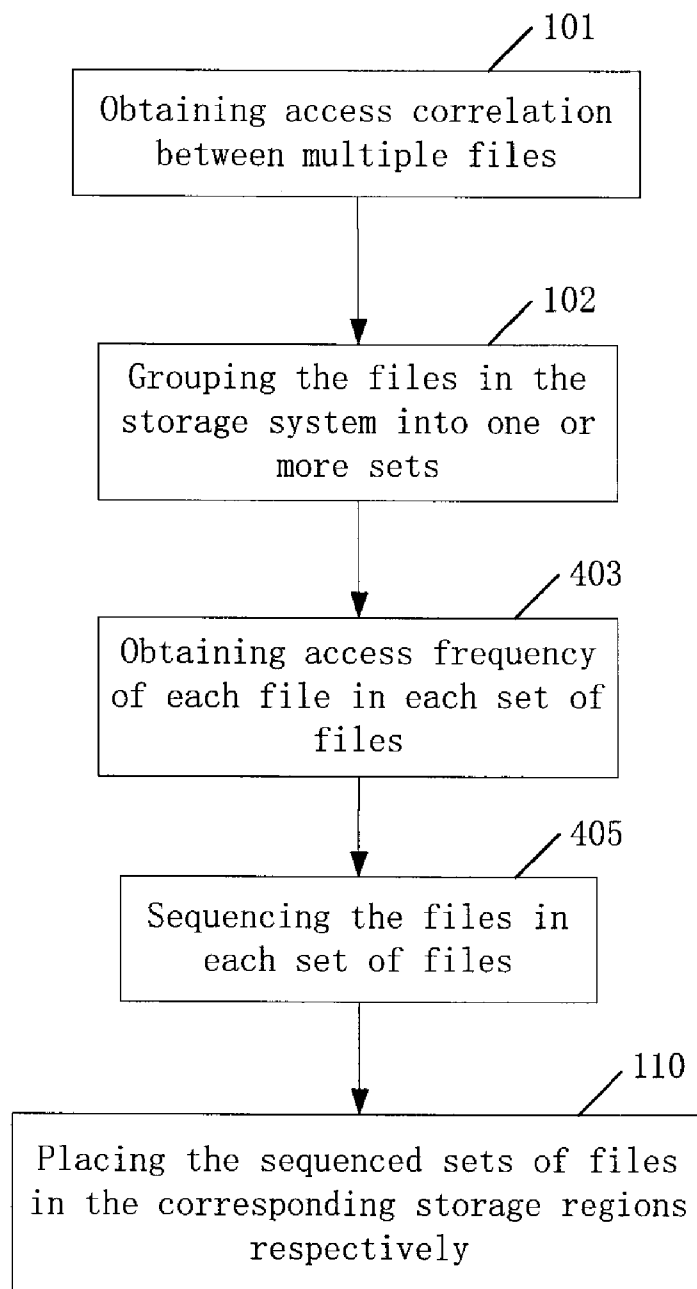 101
Obtaining access correlation
between multiple files
102
Grouping the files in the
storage system into one or
more sets
403
Obtaining access frequency
of each file in each set of
files
405
Sequencing the files in
each set of files
110
Placing the sequenced sets of files
in the corresponding storage regions
respectively